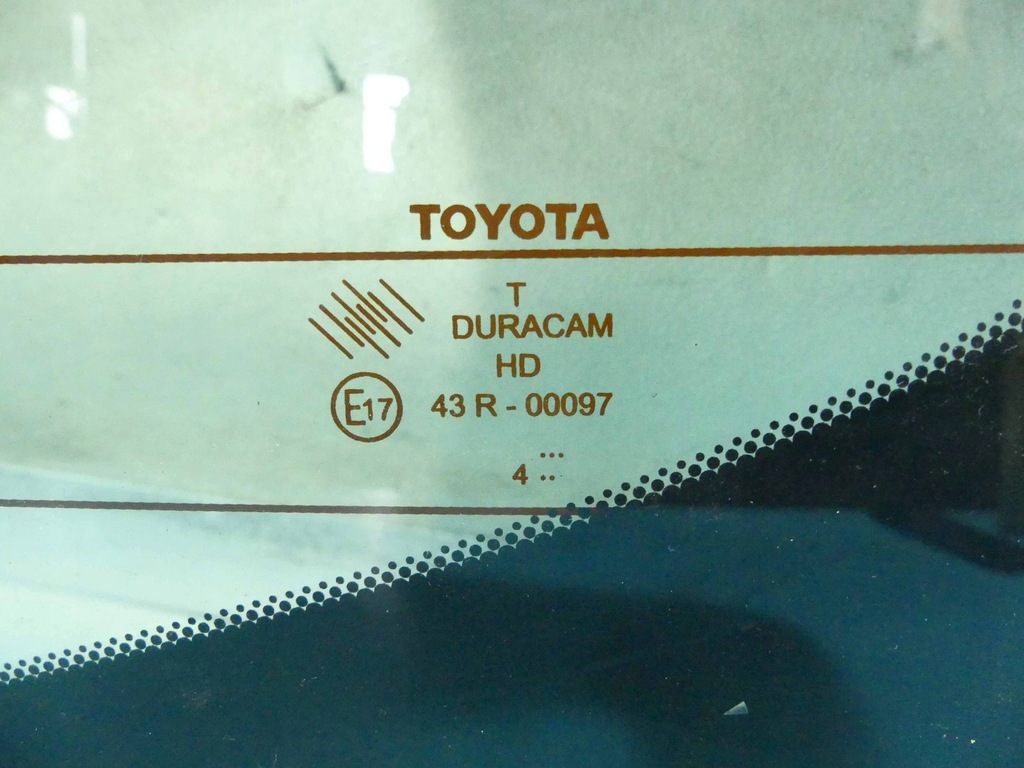 TOYOTA
T
DURACAM
HD
E17 43 R - 00097
...
4 ..